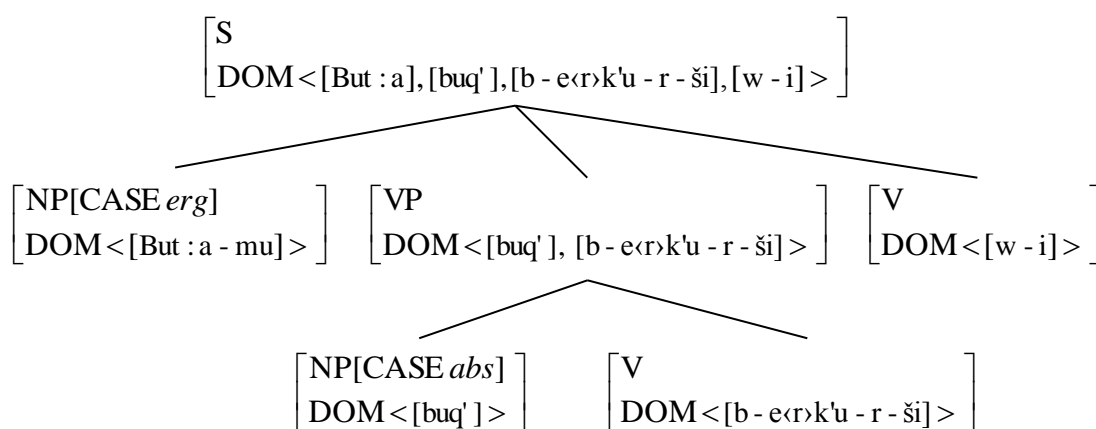 S
DOM<[But : a],[buq' ],[b - e‹r›k'u - r - ši],[w - i]>
NP[CASE erg]
DOM<[But : a - mu]>
VP
DOM<[buq' ], [b - e‹r›k'u - r - ši]>
V
DOM<[w - i]>
NP[CASE abs]
DOM<[buq' ]>
V
DOM<[b - e‹r›k'u - r - ši]>